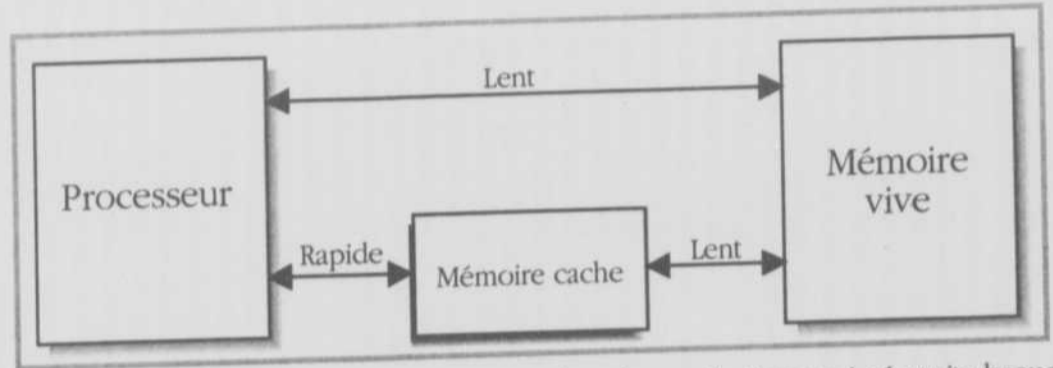 Lent
Processeur
Mémoire
vive
Rapide
Mémoire cache
Lent